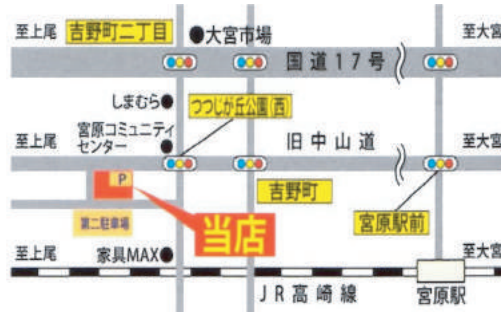 至上尾
吉野町二丁目
大宮市場
至大宮
国道17号
しまむら
つつじが丘公園(西)
至上尾
宮原コミュニティ
センター
旧中山道
至大宮
P
吉野町
宮原駅前
第二駐車場
当店
至上尾
家具MAX
至大宮
JR高崎線
宮原駅